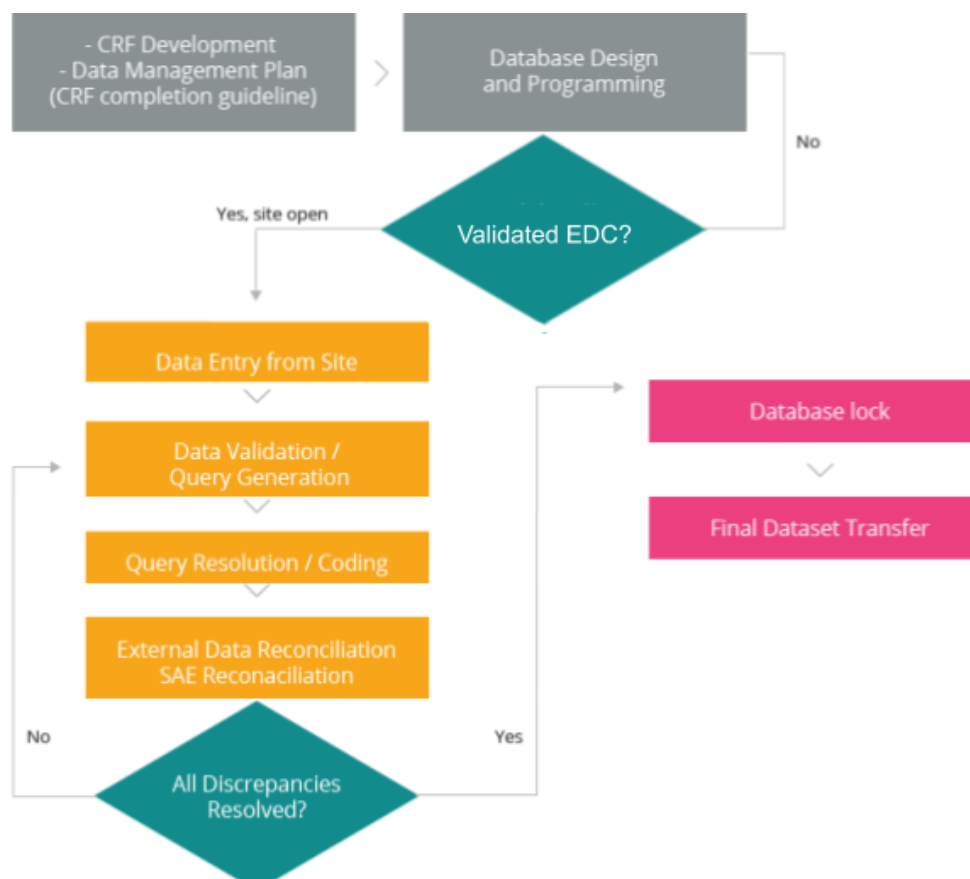 - CRF Development
- Data Management Plan
(CRF completion guideline)
Database Design
and Programming
No
Validated EDC?
Yes, site open
Data Entry from Site
Data Validation /
Query Generation
Query Resolution / Coding
External Data Reconciliation
SAE Reconaciliation
No
All Discrepancies
Resolved?
Yes
Database lock
Final Dataset Transfer